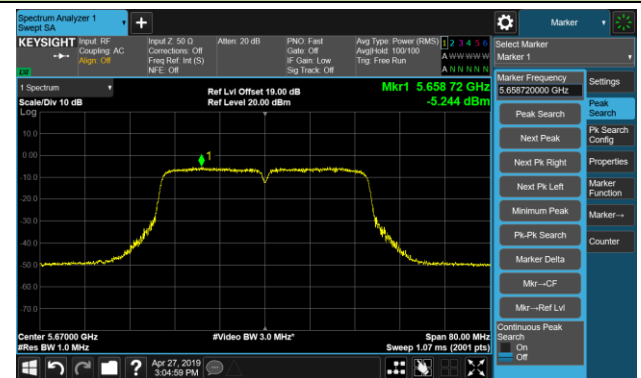 Spectrum Analyzer 1
Swept SA
+
Marker
KEYSIGHT
Input: RF
Coupling: AC
Align: Off
Input Z: 50 Ω
Corrections: Off
Freq Ref: Int (S)
NFE: Off
Atten: 20 dB
PNO: Fast
Gate: Off
IF Gain: Low
Sig Track: Off
Avg Type: Power (RMS)
Avg|Hold: 100/100
Trig: Free Run
1 2 3 4 5 6
A W W W W W
A N N N N N
Select Marker
Marker 1
1 Spectrum
Scale/Div 10 dB
Log
Ref Lvl Offset 19.00 dB
Ref Level 20.00 dBm
Mkr1 5.658 72 GHz
-5.244 dBm
10.0
0.00
-10.0
-20.0
-30.0
-40.0
-50.0
-60.0
-70.0
1
Center 5.67000 GHz
#Res BW 1.0 MHz
#Video BW 3.0 MHz*
Span 80.00 MHz
Sweep 1.07 ms (2001 pts)
Marker Frequency
5.658720000 GHz
Peak Search
Next Peak
Next Pk Right
Next Pk Left
Minimum Peak
Pk-Pk Search
Marker Delta
Mkr→CF
Mkr→Ref Lvl
Continuous Peak
Search
On
Off
Settings
Peak
Search
Pk Search
Config
Properties
Marker
Function
Marker→
Counter
?
Apr 27, 2019
3:04:59 PM